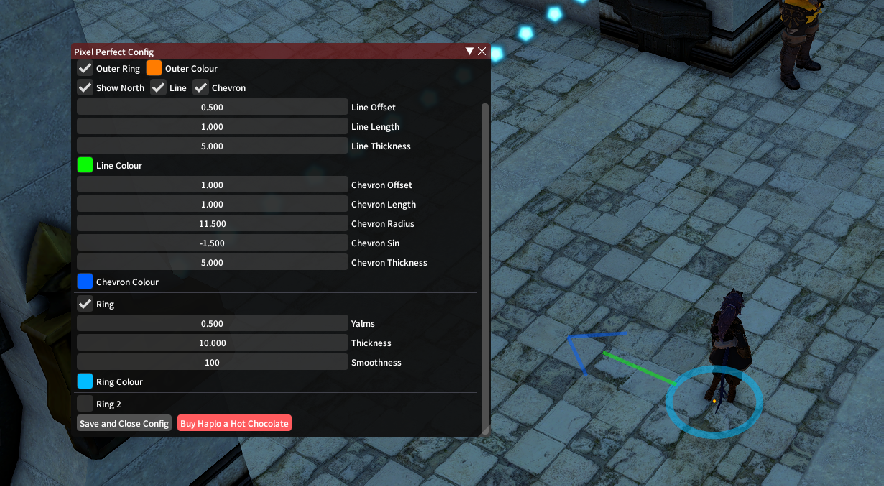 Pixel Perfect Config
Outer Ring Outer Colour
Show North Line Chevron
0.500 Line Offset
1.000 Line Length
5.000 Line Thickness
Line Colour
1.000 Chevron Offset
1.000 Chevron Length
11.500 Chevron Radius
-1.500 Chevron Sin
5.000 Chevron Thickness
Chevron Colour
Ring
0.500 Yalms
10.000 Thickness
100 Smoothness
Ring Colour
Ring 2
Save and Close Config Buy Haplo a Hot Chocolate